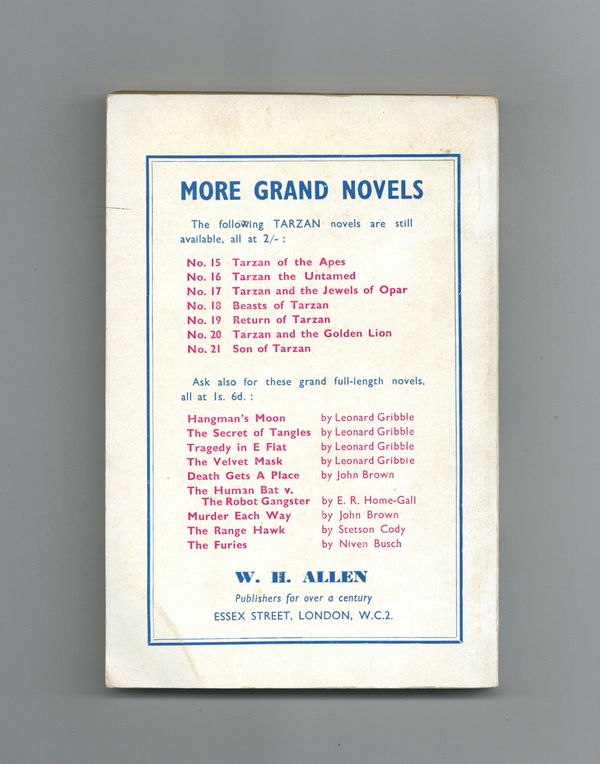 MORE GRAND NOVELS
The following TARZAN novels are still
available, all at 2/- :
No. 15 Tarzan of the Apes
No. 16 Tarzan the Untamed
No. 17 Tarzan and the Jewels of Opar
No. 18 Beasts of Tarzan
No. 19 Return of Tarzan
No. 20 Tarzan and the Golden Lion
No. 21 Son of Tarzan
Ask also for these grand full-length novels,
all at 1s. 6d. :
Hangman's Moon by Leonard Gribble
The Secret of Tangles by Leonard Gribble
Tragedy in E Flat by Leonard Gribble
The Velvet Mask by Leonard Gribble
Death Gets A Place by John Brown
The Human Bat v.
The Robot Gangster by E. R. Home-Gall
Murder Each Way by John Brown
The Range Hawk by Stetson Cody
The Furies by Niven Busch
W. H. ALLEN
Publishers for over a century
ESSEX STREET, LONDON, W.C.2.